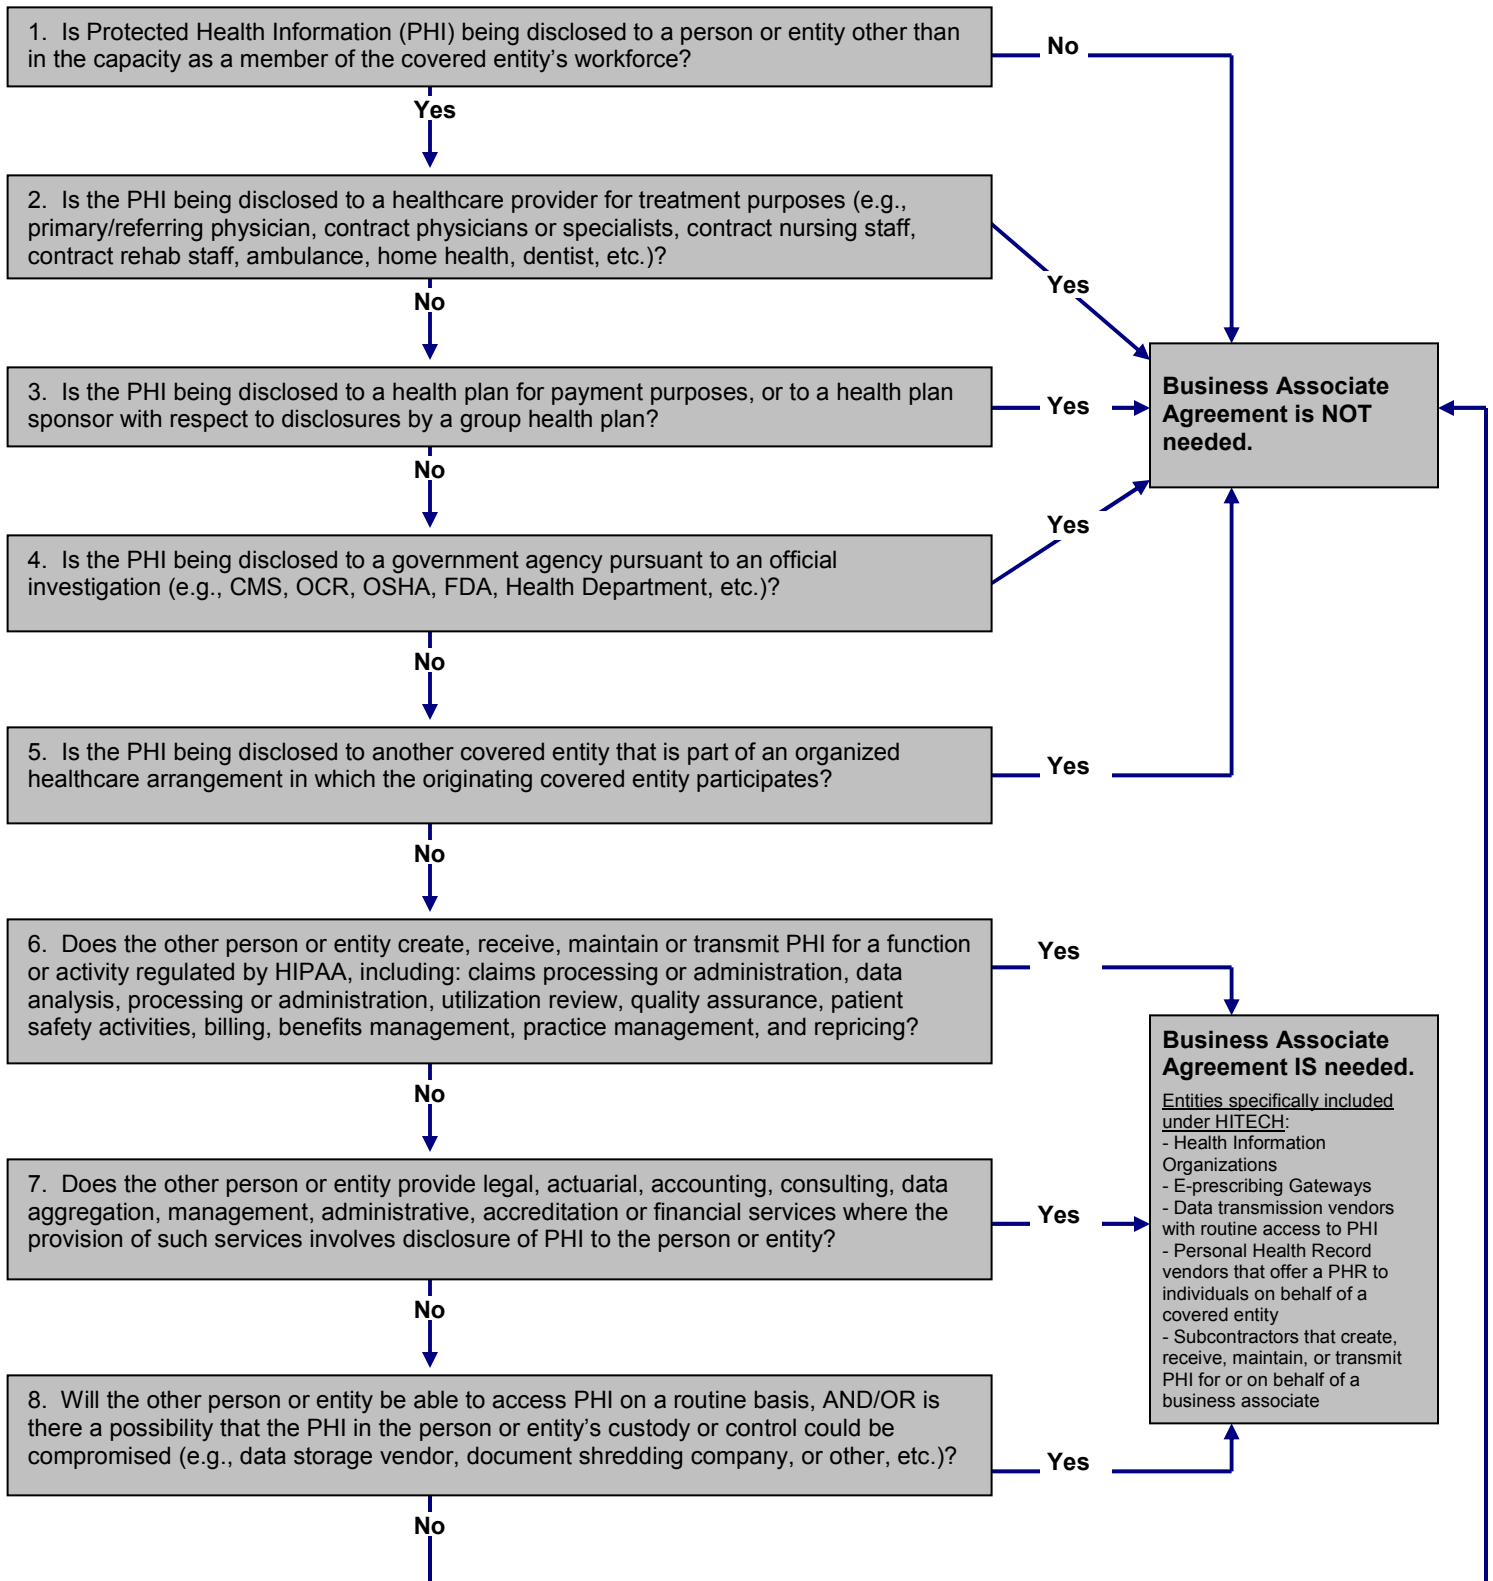 1. Is Protected Health Information (PHI) being disclosed to a person or entity other than
in the capacity as a member of the covered entity's workforce?
No
Yes
2. Is the PHI being disclosed to a healthcare provider for treatment purposes (e.g.,
primary/referring physician, contract physicians or specialists, contract nursing staff,
contract rehab staff, ambulance, home health, dentist, etc.)?
Yes
No
3. Is the PHI being disclosed to a health plan for payment purposes, or to a health plan
sponsor with respect to disclosures by a group health plan?
Yes
Business Associate
Agreement is NOT
needed.
No
4. Is the PHI being disclosed to a government agency pursuant to an official
investigation (e.g., CMS, OCR, OSHA, FDA, Health Department, etc.)?
Yes
No
5. Is the PHI being disclosed to another covered entity that is part of an organized
healthcare arrangement in which the originating covered entity participates?
Yes
No
6. Does the other person or entity create, receive, maintain or transmit PHI for a function
or activity regulated by HIPAA, including: claims processing or administration, data
analysis, processing or administration, utilization review, quality assurance, patient
safety activities, billing, benefits management, practice management, and repricing?
Yes
No
Business Associate
Agreement IS needed.
Entities specifically included
under HITECH:
- Health Information
Organizations
- E-prescribing Gateways
- Data transmission vendors
with routine access to PHI
- Personal Health Record
vendors that offer a PHR to
individuals on behalf of a
covered entity
- Subcontractors that create,
receive, maintain, or transmit
PHI for or on behalf of a
business associate
7. Does the other person or entity provide legal, actuarial, accounting, consulting, data
aggregation, management, administrative, accreditation or financial services where the
provision of such services involves disclosure of PHI to the person or entity?
Yes
No
8. Will the other person or entity be able to access PHI on a routine basis, AND/OR is
there a possibility that the PHI in the person or entity's custody or control could be
compromised (e.g., data storage vendor, document shredding company, or other, etc.)?
Yes
No